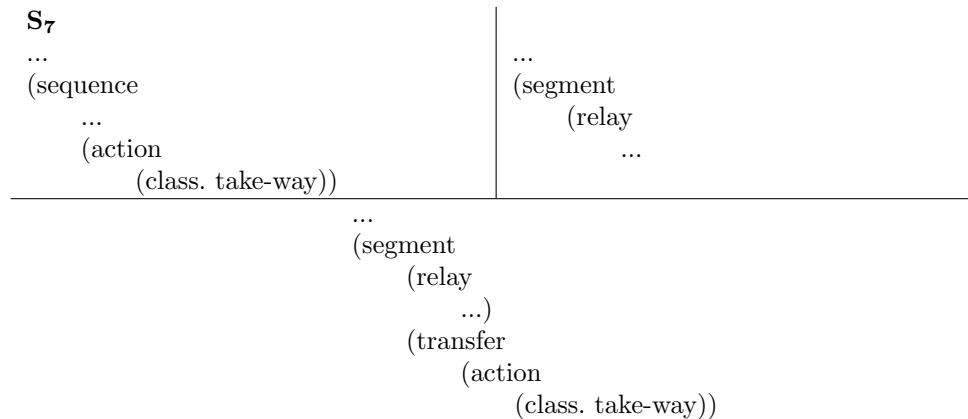 S7
...
(sequence
...
(action
(class. take-way))
...
(segment
(relay
...
...
(segment
(relay
...)
(transfer
(action
(class. take-way))